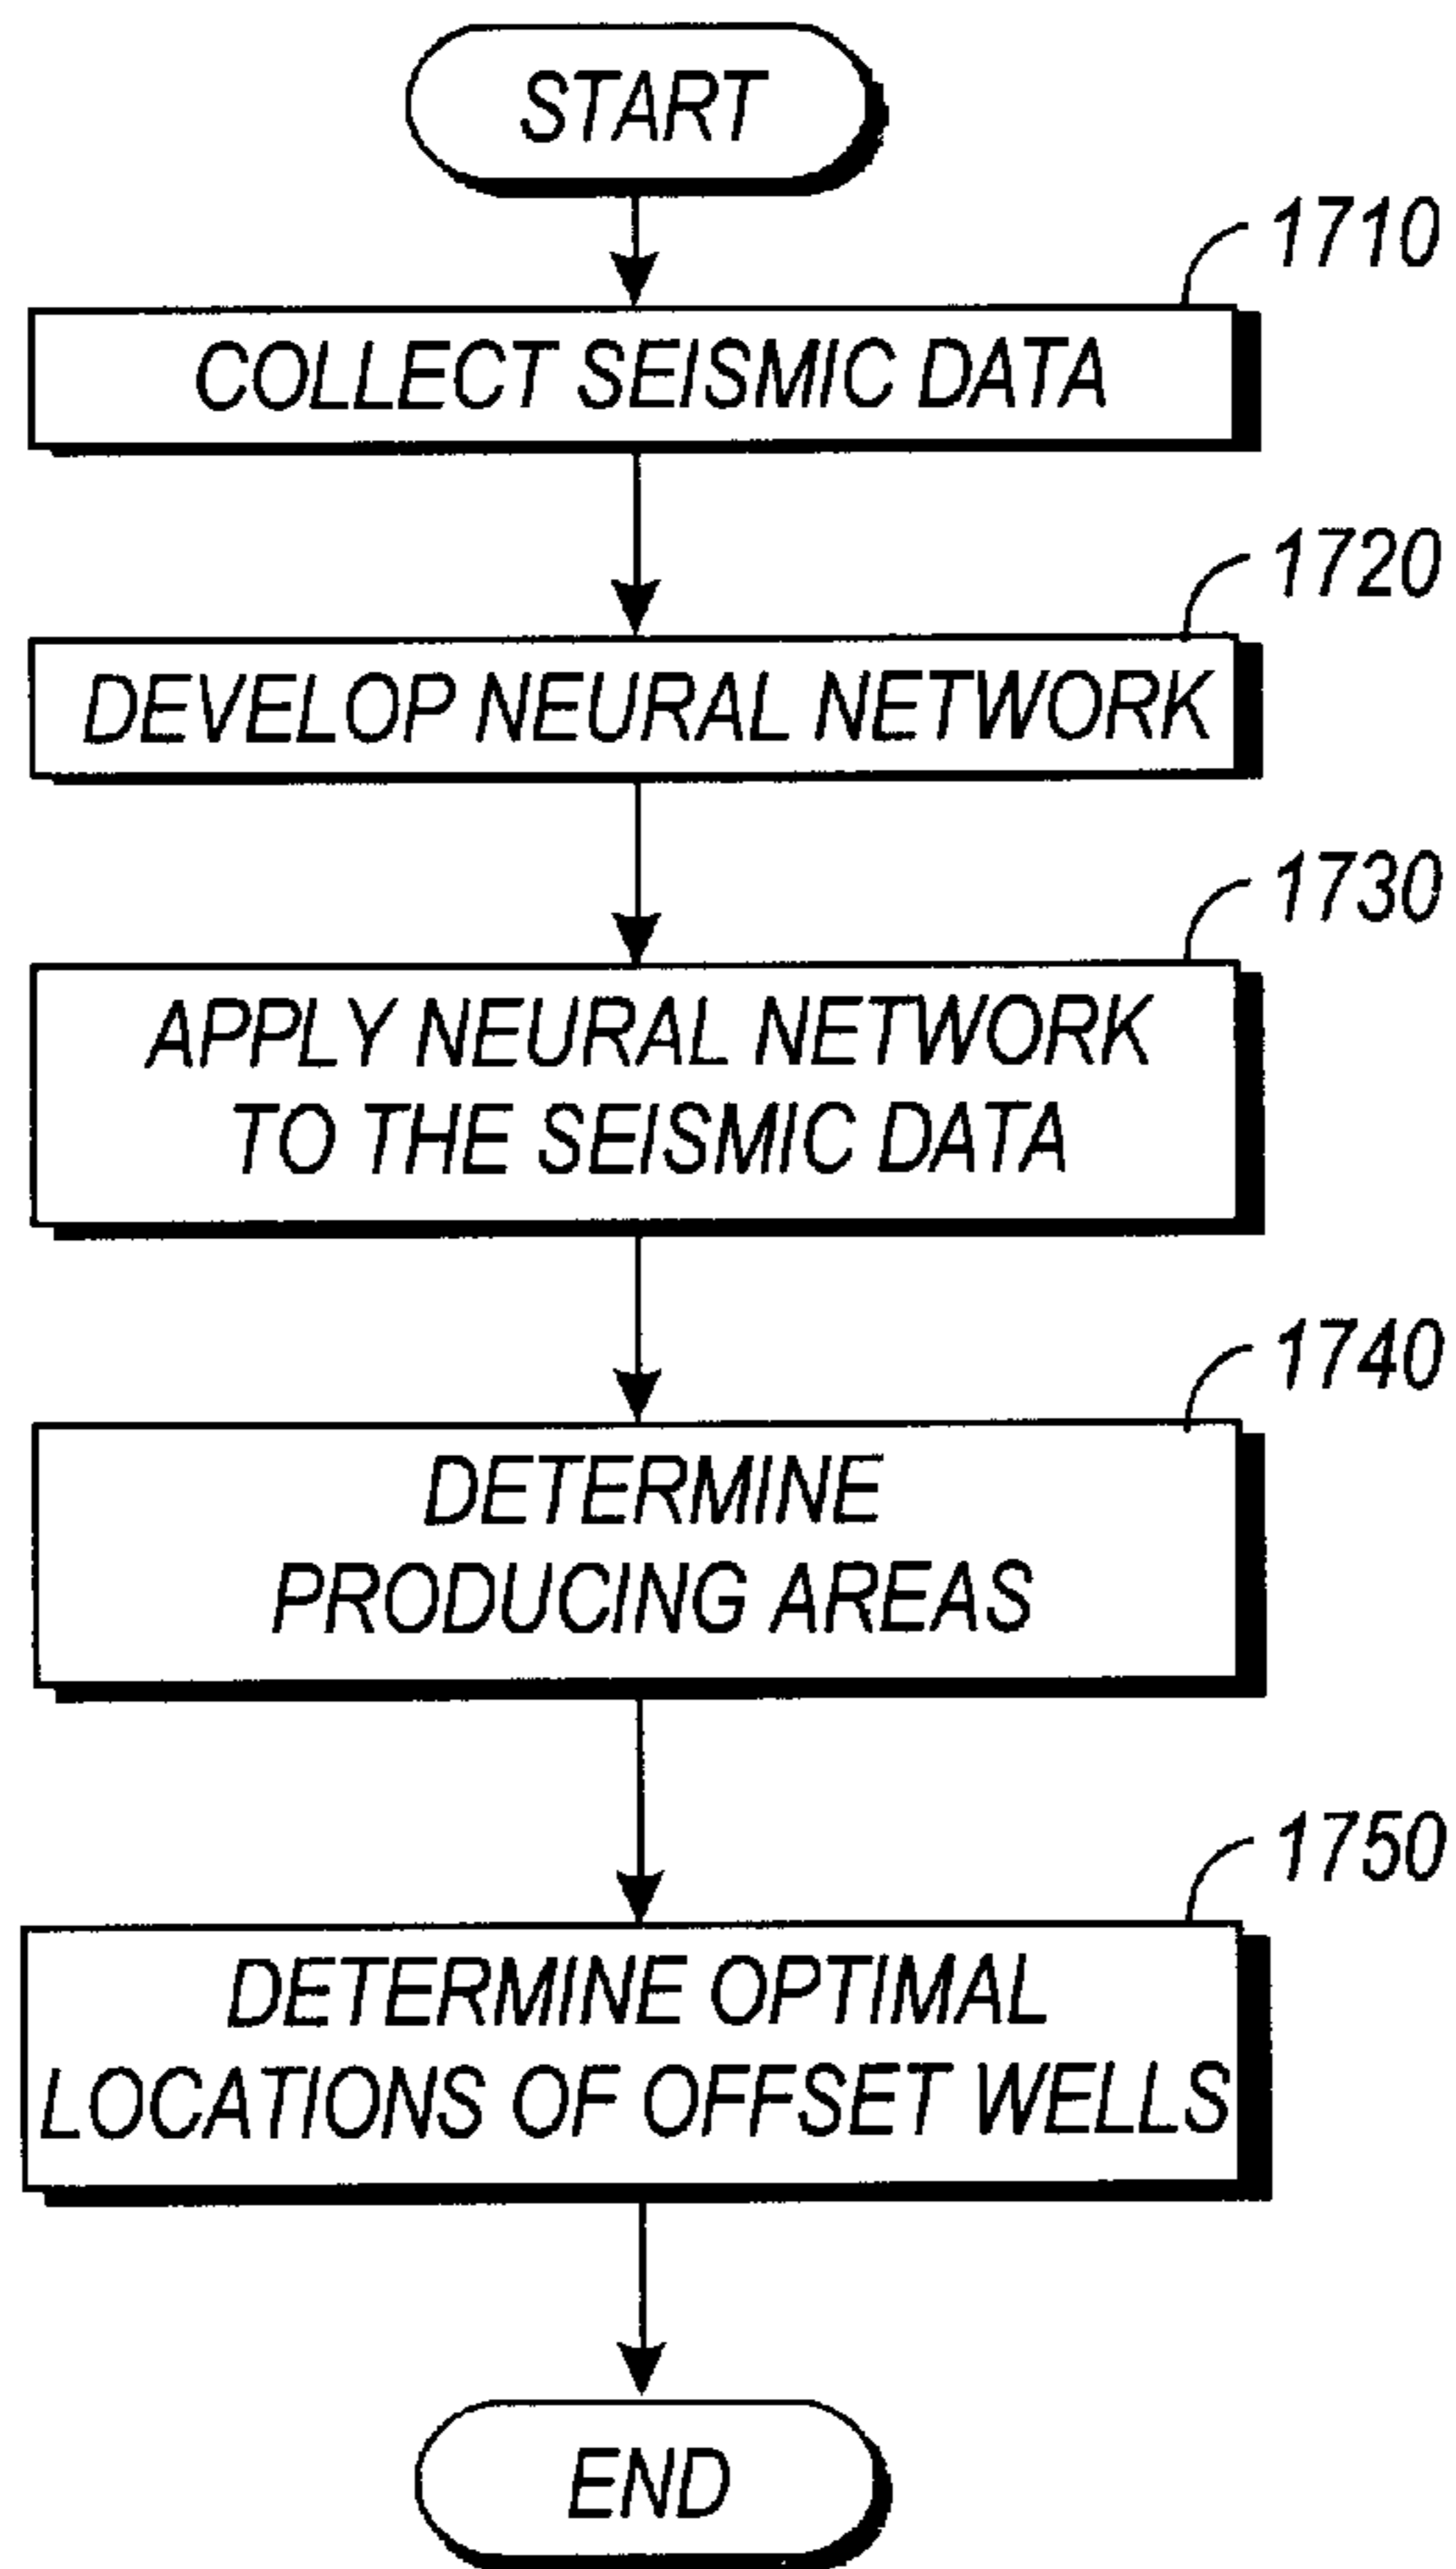 START
1710
COLLECT SEISMIC DATA
1720
DEVELOP NEURAL NETWORK
1730
APPLY NEURAL NETWORK
TO THE SEISMIC DATA
1740
DETERMINE
PRODUCING AREAS
1750
DETERMINE OPTIMAL
LOCATIONS OF OFFSET WELLS
END